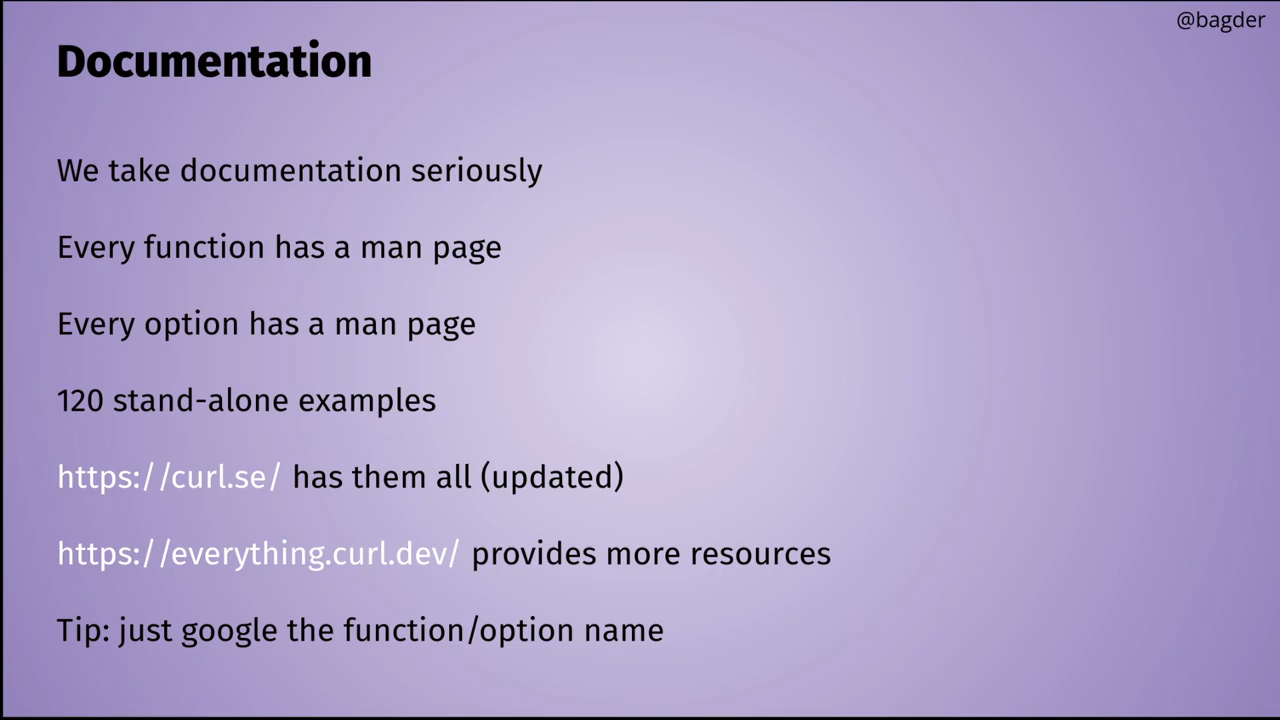 @bagder
Documentation
We take documentation seriously
Every function has a man page
Every option has a man page
120 stand-alone examples
https://curl.se/ has them all (updated)
https://everything.curl.dev/ provides more resources
Tip: just google the function/option name